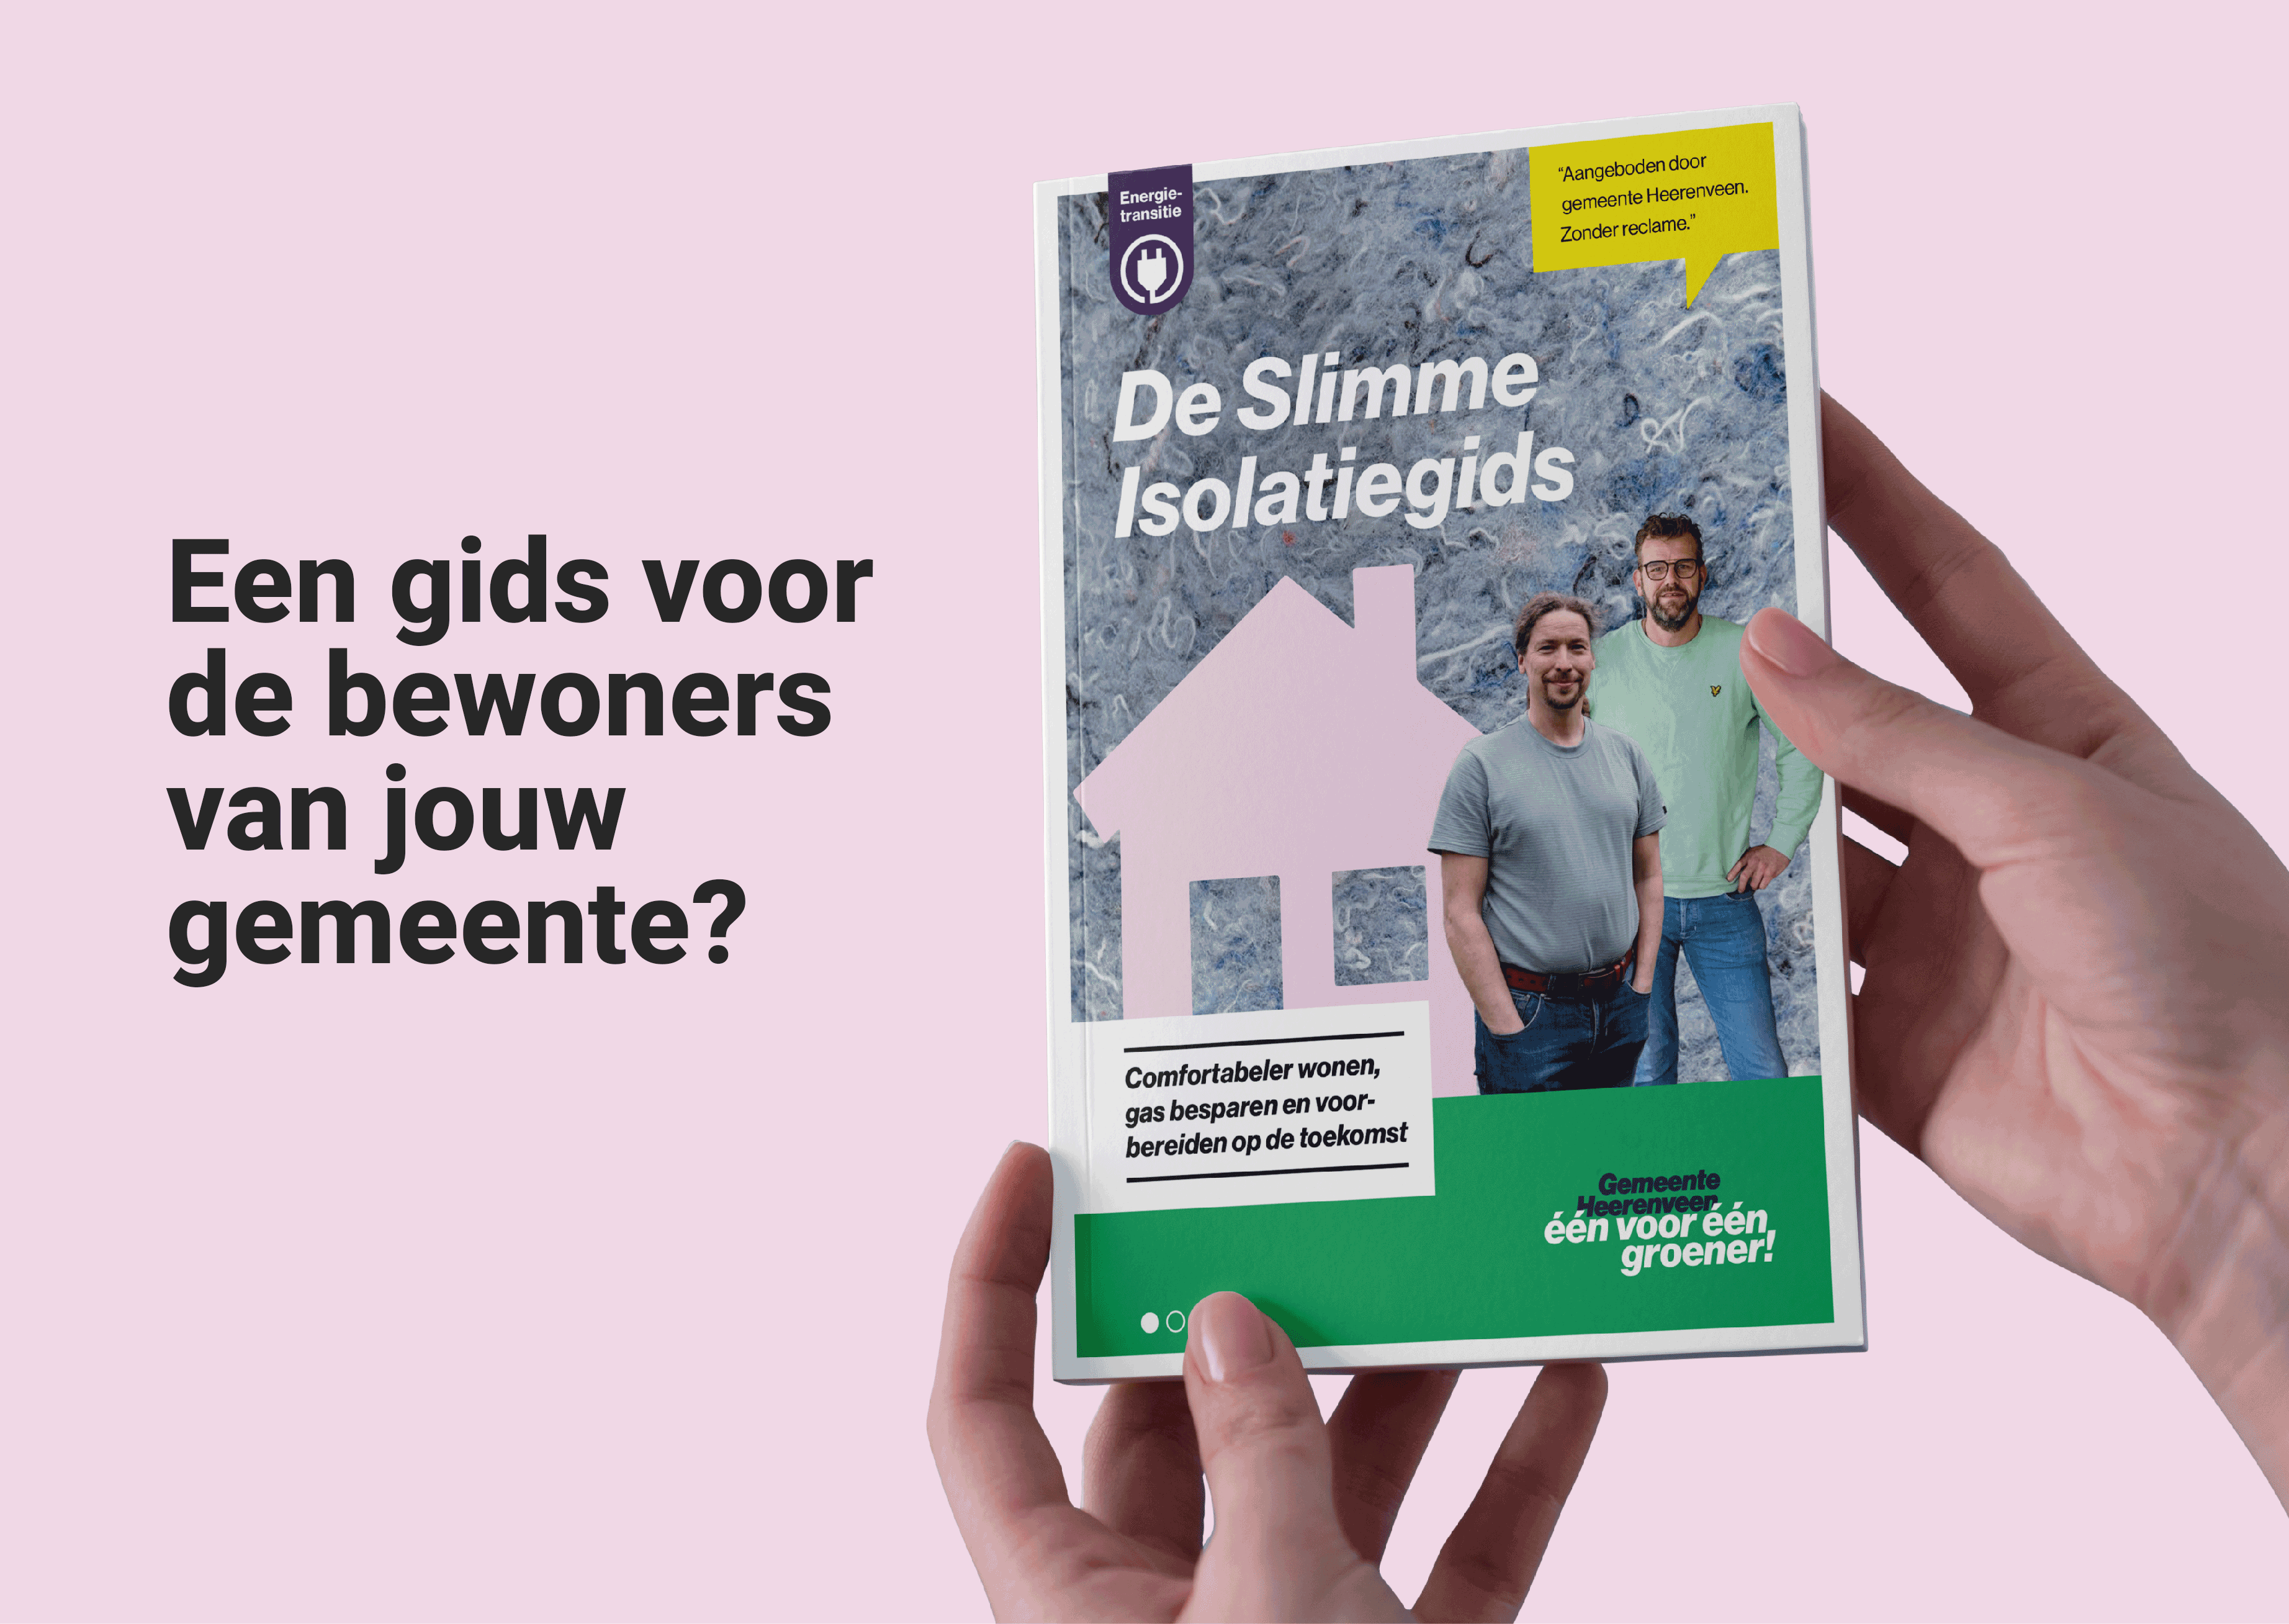 Een gids voor
de bewoners
van jouw
gemeente?
Energie-
transitie
“Aangeboden door
gemeente Heerenveen.
Zonder reclame.”
De Slimme
Isolatiegids
Comfortabeler wonen,
gas besparen en voor-
bereiden op de toekomst
Gemeente
Heerenveen
één voor één
groener!